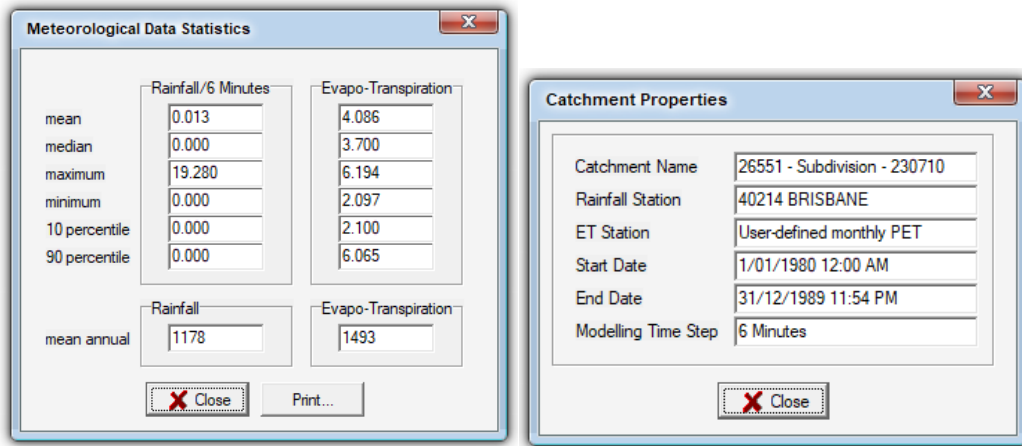 Meteorological Data Statistics
Rainfall/6 Minutes Evapo-Transpiration
mean 0.013 4.086
median 0.000 3.700
maximum 19.280 6.194
minimum 0.000 2.097
10 percentile 0.000 2.100
90 percentile 0.000 6.065
Rainfall Evapo-Transpiration
mean annual 1178 1493
Close Print...
Catchment Properties
Catchment Name 26551 - Subdivision - 230710
Rainfall Station 40214 BRISBANE
ET Station User-defined monthly PET
Start Date 1/01/1980 12:00 AM
End Date 31/12/1989 11:54 PM
Modelling Time Step 6 Minutes
Close